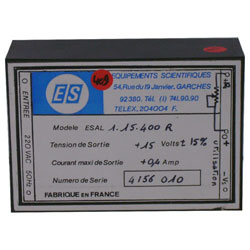 ES
EQUIPEMENTS SCIENTIFIQUES
54, Rue du 19 Janvier, GARCHES
92380. Tél. (1) 741.90.90
TELEX. 204004 F.
Modele ESAL 1.15.400 R
Tension de Sortie +15 Volts ± 15%
Courant maxi de Sortie +0,4 Amp
Numero de Serie 4156 010
FABRIQUE EN FRANCE
ENTREE
220 VAC 50Hz
utilisation